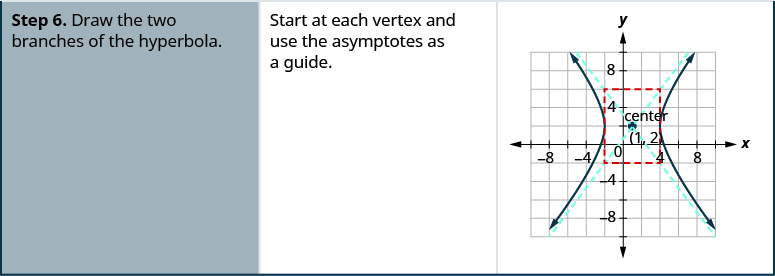 Step 6. Draw the two
branches of the hyperbola.
Start at each vertex and
use the asymptotes as
a guide.
y
8
4
center
(1, 2)
0
x
−8
−4
4
8
−4
−8